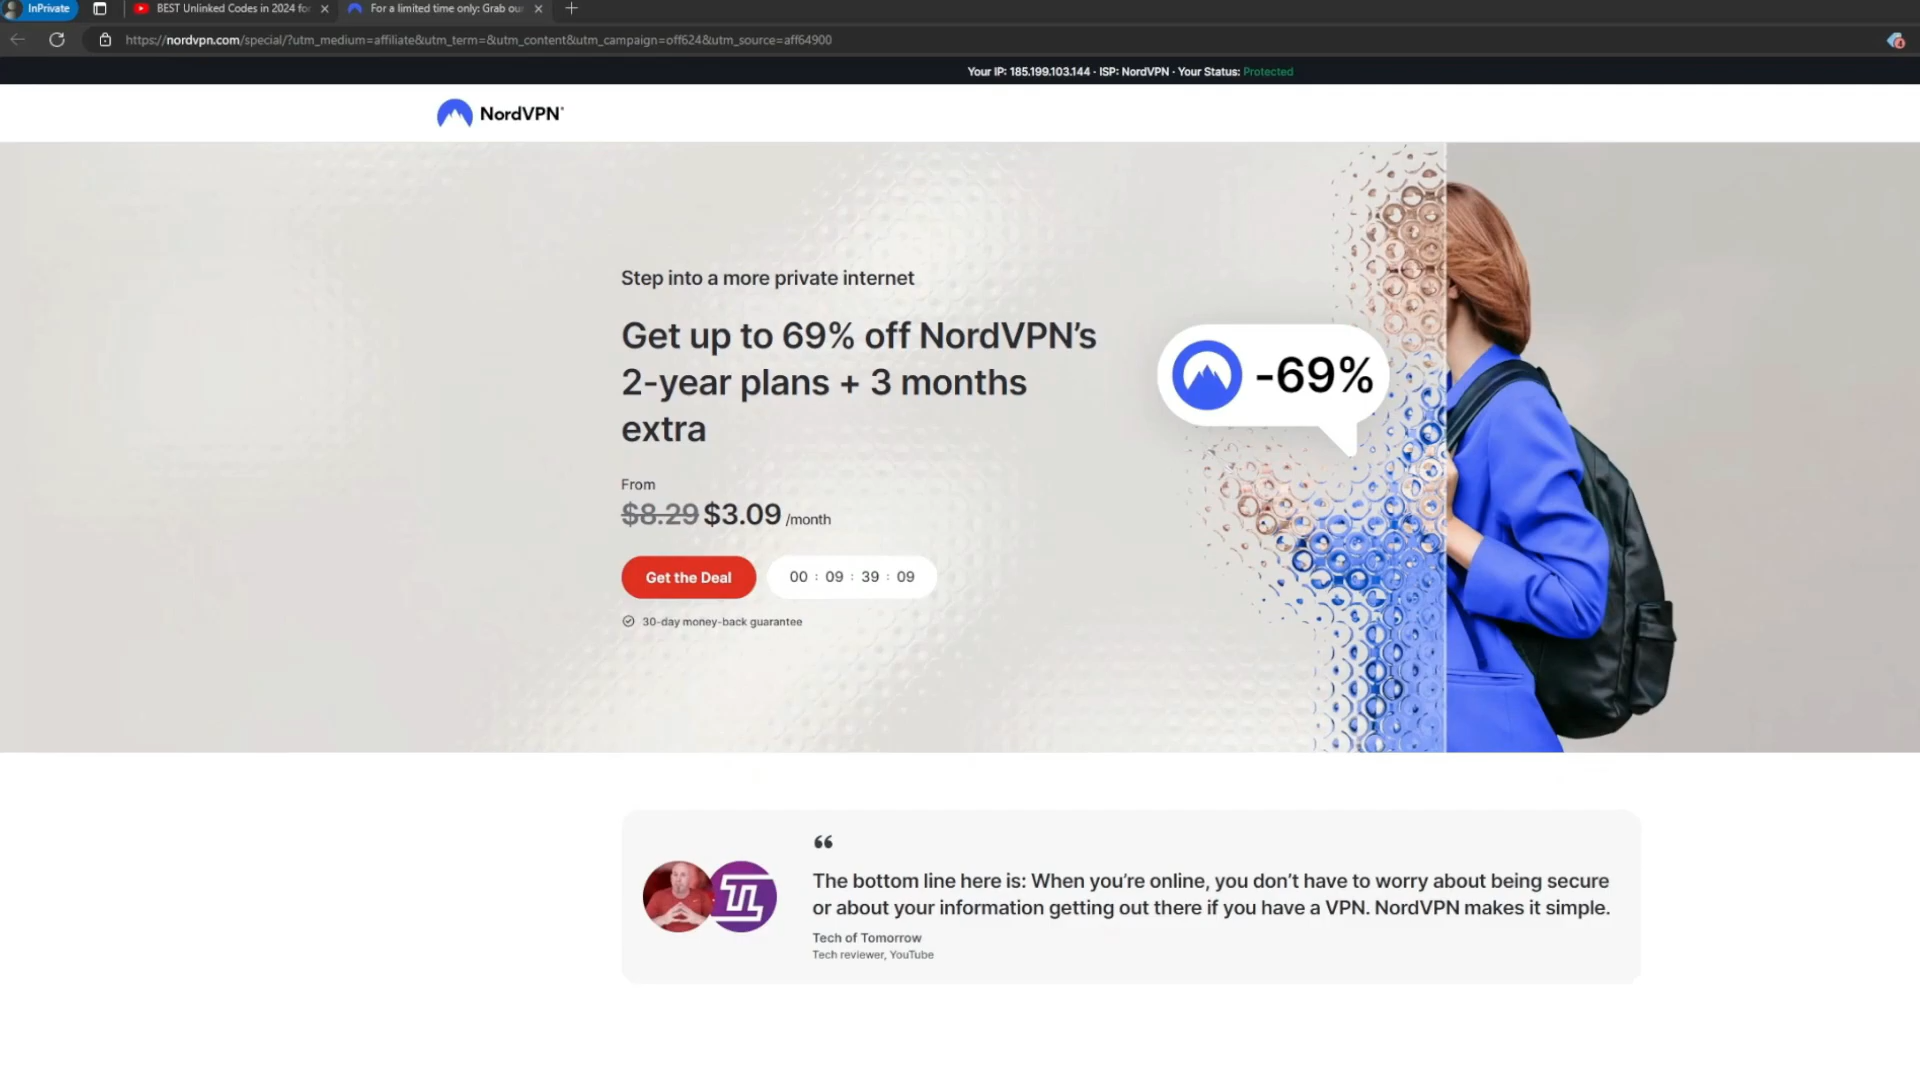 InPrivate
BEST Unlinked Codes in 2024 fo
For a limited time only: Grab ou
https://nordvpn.com/special/?utm_medium=affiliate&utm_term=&utm_content&utm_campaign=off624&utm_source=aff64900
4
Your IP: 185.199.103.144 · ISP: NordVPN · Your Status: Protected
NordVPN®
Step into a more private internet
Get up to 69% off NordVPN’s
2-year plans + 3 months
extra
-69%
From
$8.29 $3.09 /month
Get the Deal
00 : 09 : 39 : 09
30-day money-back guarantee
“
The bottom line here is: When you’re online, you don’t have to worry about being secure
or about your information getting out there if you have a VPN. NordVPN makes it simple.
Tech of Tomorrow
Tech reviewer, YouTube